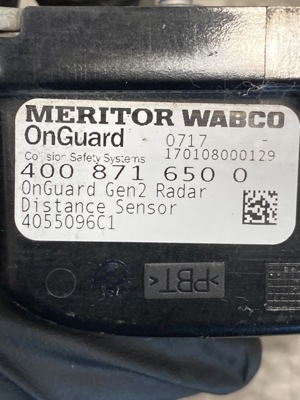 MERITOR WABCO
OnGuard 0717 -
Collision Safety Systems 170108000129
400 871 650 0
OnGuard Gen2 Radar
Distance Sensor
4055096C1
>PBT<